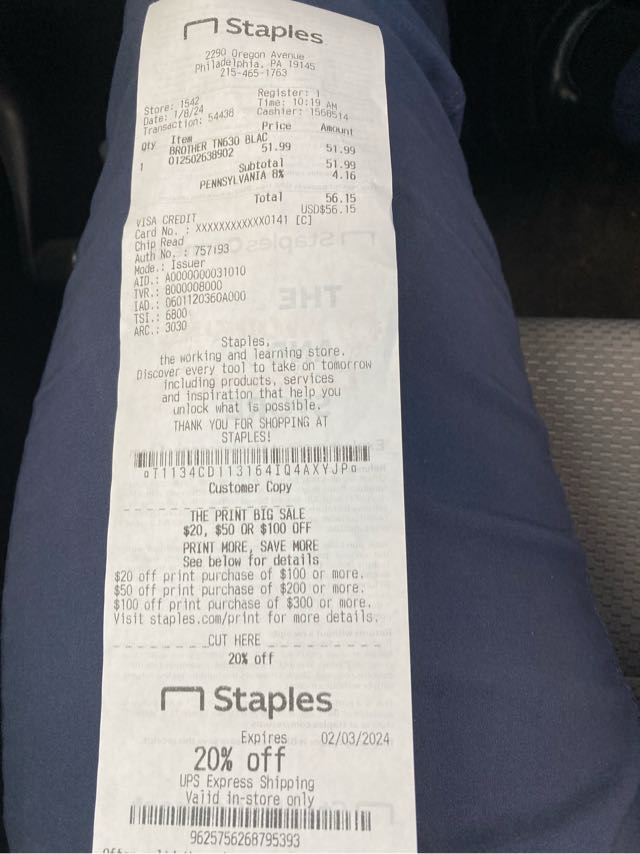 Staples
2290 Oregon Avenue
Philadelphia, PA 19145
215-465-1763
Store: 1542 Register: 1
Date: 1/8/24 Time: 10:19 AM
Transaction: 54438 Cashier: 1568514
Qty Item Price Amount
1 BROTHER TN630 BLAC
012502638902 51.99 51.99
Subtotal 51.99
PENNSYLVANIA 8% 4.16
Total 56.15
USD$56.15
VISA CREDIT
Card No. : XXXXXXXXXXXX0141 [C]
Chip Read
Auth No. : 757193
Mode.: Issuer
AID.: A0000000031010
TVR.: 8000008000
IAD.: 0601120360A000
TSI.: 6800
ARC.: 3030
Staples,
the working and learning store.
Discover every tool to take on tomorrow
including products, services
and inspiration that help you
unlock what is possible.
THANK YOU FOR SHOPPING AT
STAPLES!
T1134CD113164IQ4AXYJP
Customer Copy
THE PRINT BIG SALE
$20, $50 OR $100 OFF
PRINT MORE, SAVE MORE
See below for details
$20 off print purchase of $100 or more.
$50 off print purchase of $200 or more.
$100 off print purchase of $300 or more.
Visit staples.com/print for more details.
CUT HERE
20% off
Staples
Expires 02/03/2024
20% off
UPS Express Shipping
Valid in-store only
9625756268795393